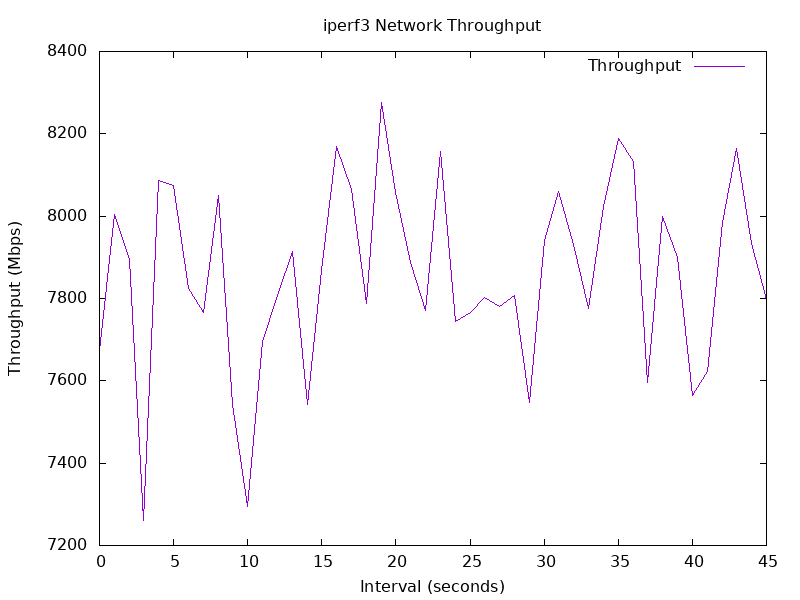 iperf3 Network Throughput
8400
8200
8000
7800
7600
7400
7200
Throughput (Mbps)
Throughput
0 5 10 15 20 25 30 35 40 45
Interval (seconds)